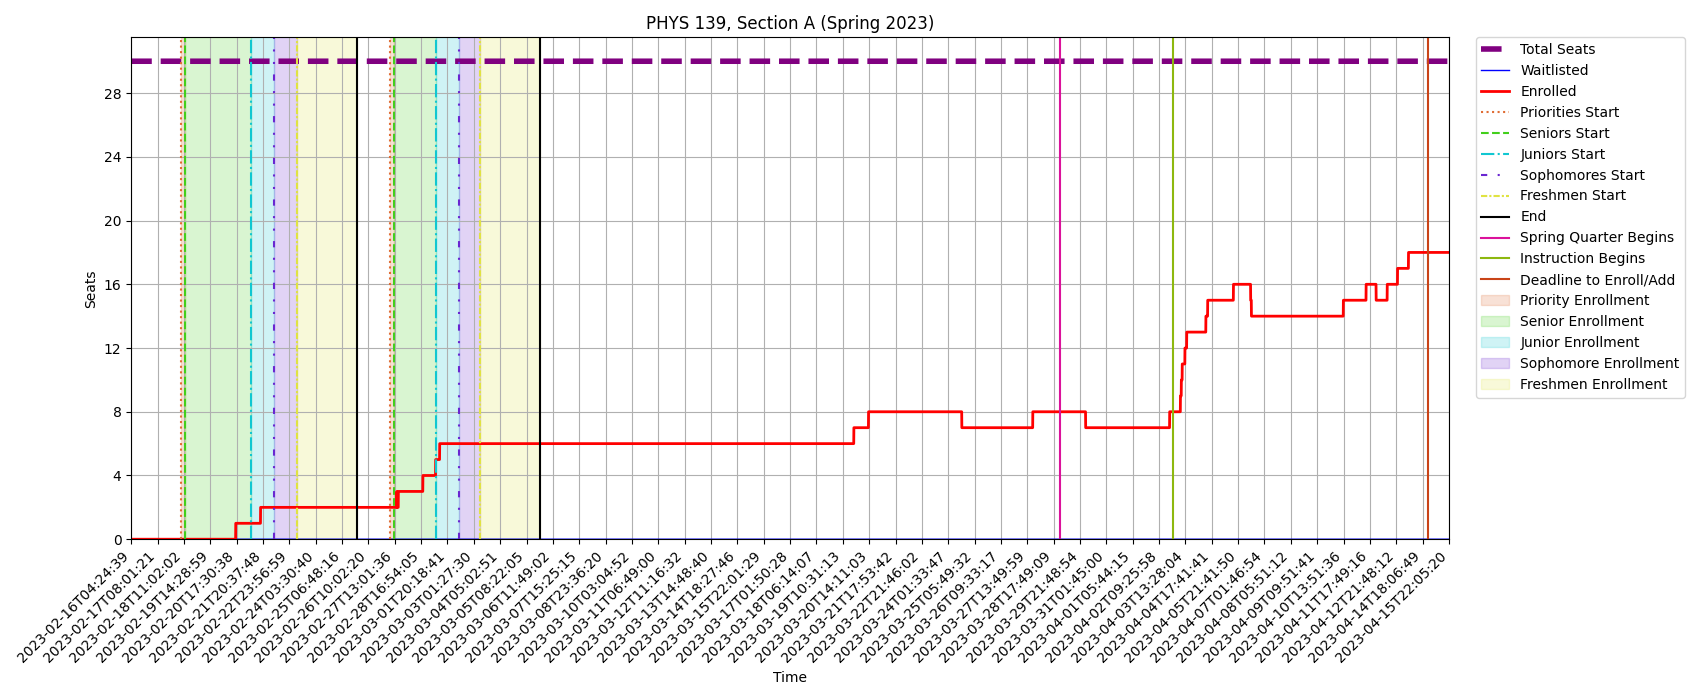 PHYS 139, Section A (Spring 2023)
Seats
28
24
20
16
12
8
4
0
2023-02-16T04:24:39
2023-02-17T08:01:21
2023-02-18T11:02:02
2023-02-19T14:28:59
2023-02-20T17:30:38
2023-02-21T20:37:48
2023-02-22T23:56:59
2023-02-24T03:30:40
2023-02-25T06:48:16
2023-02-26T10:02:20
2023-02-27T13:01:36
2023-02-28T16:54:05
2023-03-01T20:18:41
2023-03-03T01:27:30
2023-03-04T05:02:51
2023-03-05T08:22:05
2023-03-06T11:49:02
2023-03-07T15:25:15
2023-03-08T23:36:20
2023-03-10T03:04:52
2023-03-11T06:49:00
2023-03-12T11:16:32
2023-03-13T14:48:40
2023-03-14T18:27:46
2023-03-15T22:01:29
2023-03-17T01:50:28
2023-03-18T06:14:07
2023-03-19T10:31:13
2023-03-20T14:11:03
2023-03-21T17:53:42
2023-03-22T21:46:02
2023-03-24T01:33:47
2023-03-25T05:49:32
2023-03-26T09:33:17
2023-03-27T13:49:59
2023-03-28T17:49:09
2023-03-29T21:48:54
2023-03-31T01:45:00
2023-04-01T05:44:15
2023-04-02T09:25:58
2023-04-03T13:28:04
2023-04-04T17:41:41
2023-04-05T21:41:50
2023-04-07T01:46:54
2023-04-08T05:51:12
2023-04-09T09:51:41
2023-04-10T13:51:36
2023-04-11T17:49:16
2023-04-12T21:48:12
2023-04-14T18:06:49
2023-04-15T22:05:20
Time
Total Seats
Waitlisted
Enrolled
Priorities Start
Seniors Start
Juniors Start
Sophomores Start
Freshmen Start
End
Spring Quarter Begins
Instruction Begins
Deadline to Enroll/Add
Priority Enrollment
Senior Enrollment
Junior Enrollment
Sophomore Enrollment
Freshmen Enrollment